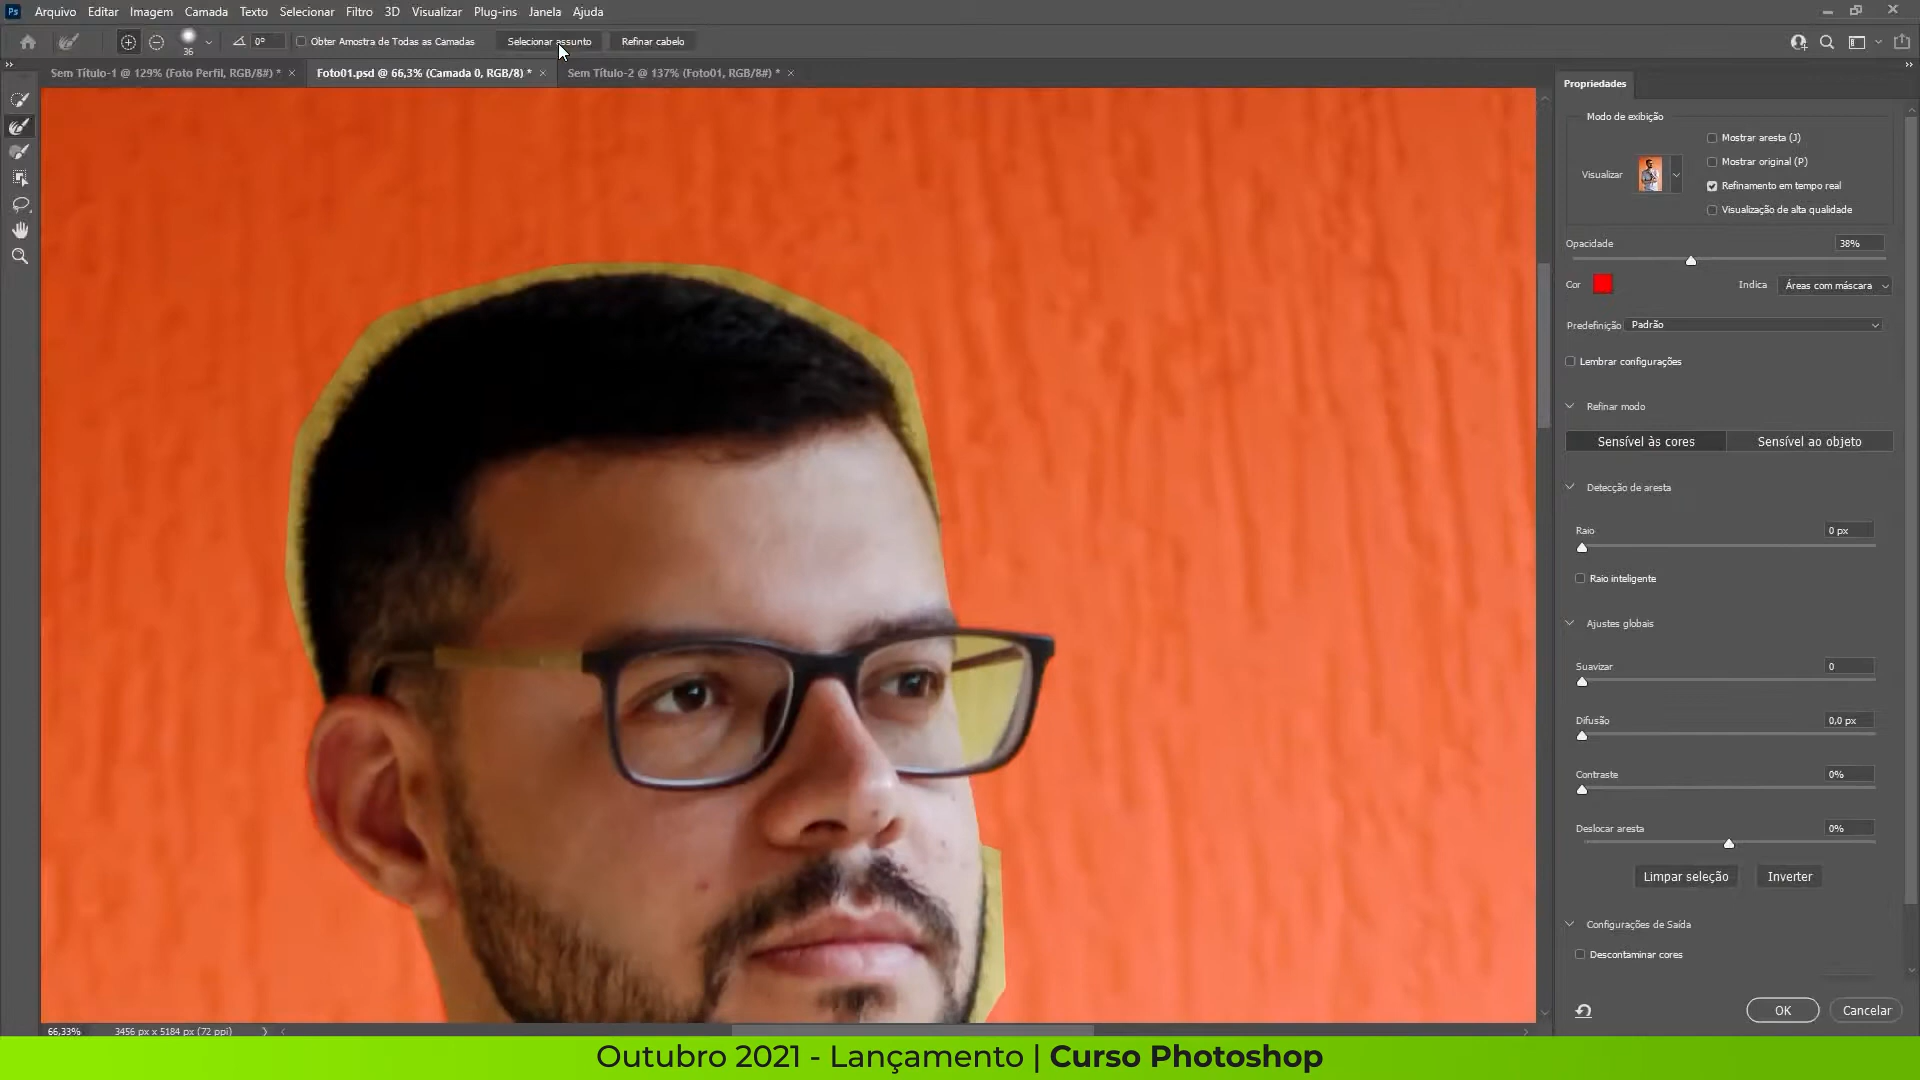 Ps Arquivo Editar Imagem Camada Texto Selecionar Filtro 3D Visualizar Plug-ins Janela Ajuda
36 0º Obter Amostra de Todas as Camadas Selecionar assunto Refinar cabelo
Sem Título-1 @ 129% (Foto Perfil, RGB/8#) * Foto01.psd @ 66,3% (Camada 0, RGB/8) * Sem Título-2 @ 137% (Foto01, RGB/8#) *
Propriedades
Modo de exibição
Mostrar aresta (J)
Mostrar original (P)
Visualizar
Refinamento em tempo real
Visualização de alta qualidade
Opacidade 38%
Cor Indica Áreas com máscara
Predefinição Padrão
Lembrar configurações
Refinar modo
Sensível às cores Sensível ao objeto
Detecção de aresta
Raio 0 px
Raio inteligente
Ajustes globais
Suavizar 0
Difusão 0,0 px
Contraste 0%
Deslocar aresta 0%
Limpar seleção Inverter
Configurações de Saída
Descontaminar cores
OK Cancelar
66,33% 3456 px x 5184 px (72 ppi)
Outubro 2021 - Lançamento | Curso Photoshop